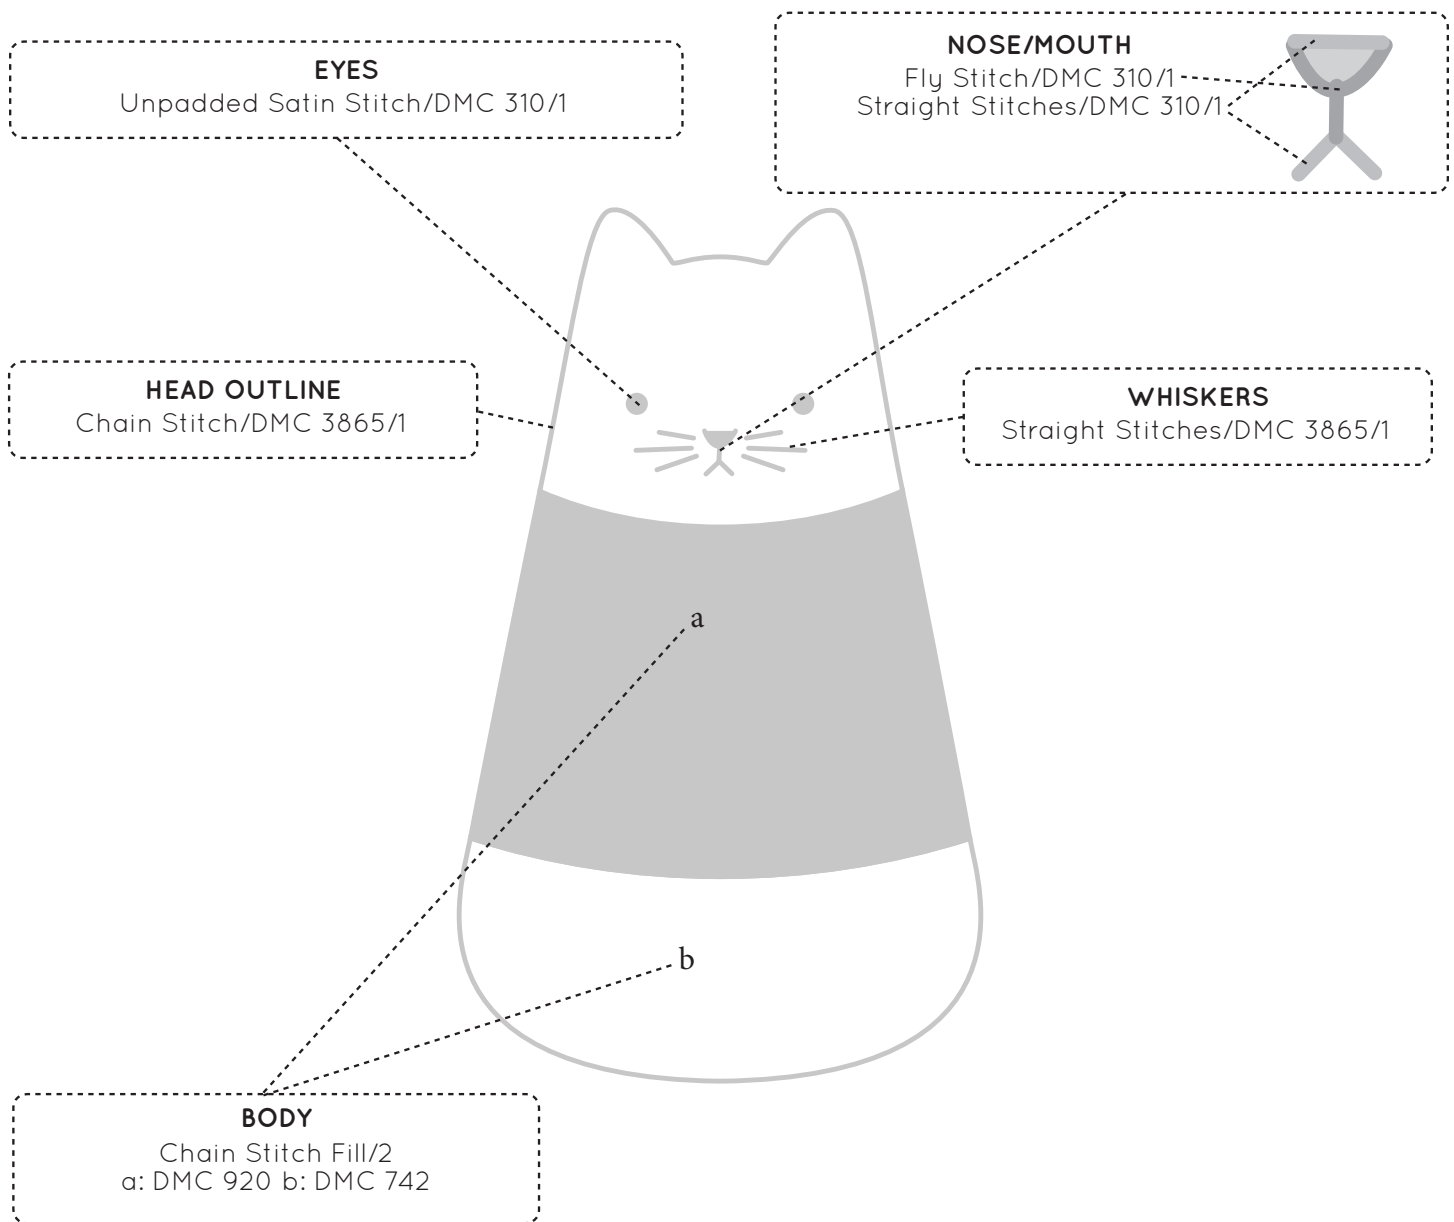 EYES
Unpadded Satin Stitch/DMC 310/1
NOSE/MOUTH
Fly Stitch/DMC 310/1
Straight Stitches/DMC 310/1
HEAD OUTLINE
Chain Stitch/DMC 3865/1
WHISKERS
Straight Stitches/DMC 3865/1
a
b
BODY
Chain Stitch Fill/2
a: DMC 920 b: DMC 742